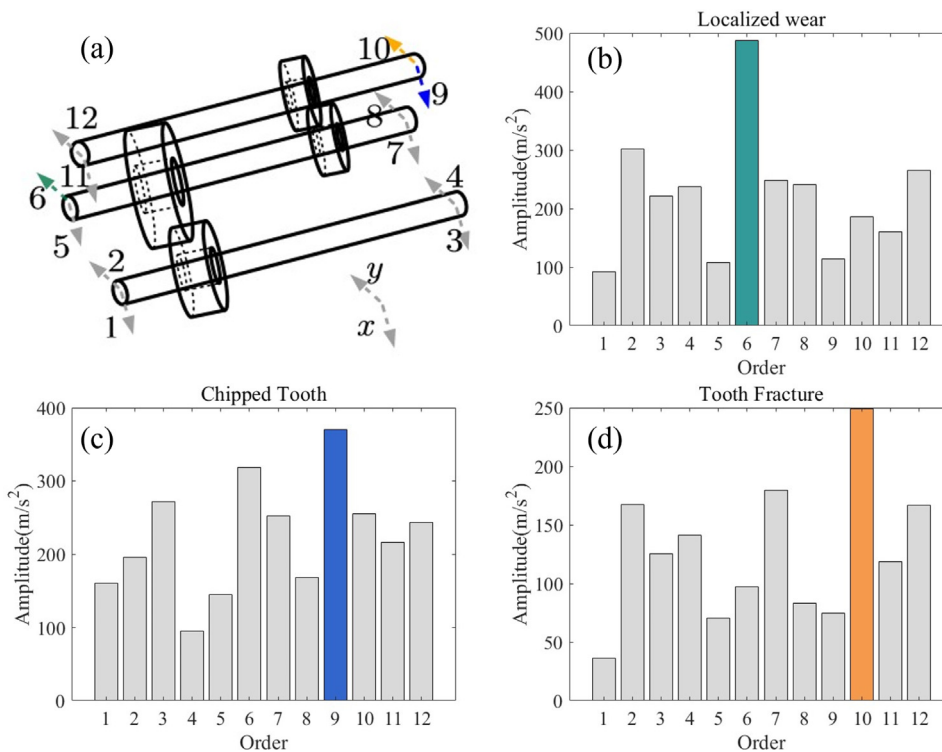 (a)
10
9
8
7
12
11
6
5
4
3
2
1
y
x
Localized wear
(b)
Amplitude(m/s²)
500
400
300
200
100
0
1 2 3 4 5 6 7 8 9 10 11 12
Order
Chipped Tooth
(c)
Amplitude(m/s²)
400
300
200
100
0
1 2 3 4 5 6 7 8 9 10 11 12
Order
Tooth Fracture
(d)
Amplitude(m/s²)
250
200
150
100
50
0
1 2 3 4 5 6 7 8 9 10 11 12
Order